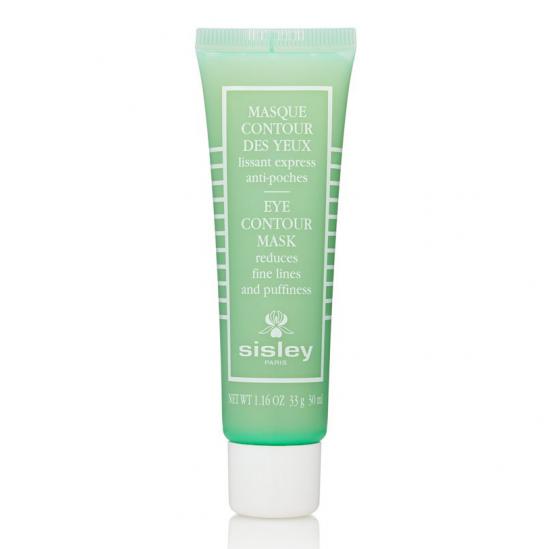 MASQUE
CONTOUR
DES YEUX
lissant express
anti-poches
EYE
CONTOUR
MASK
reduces
fine lines
and puffiness
sisley
PARIS
NET WT 1.16 OZ 33 g 30 ml